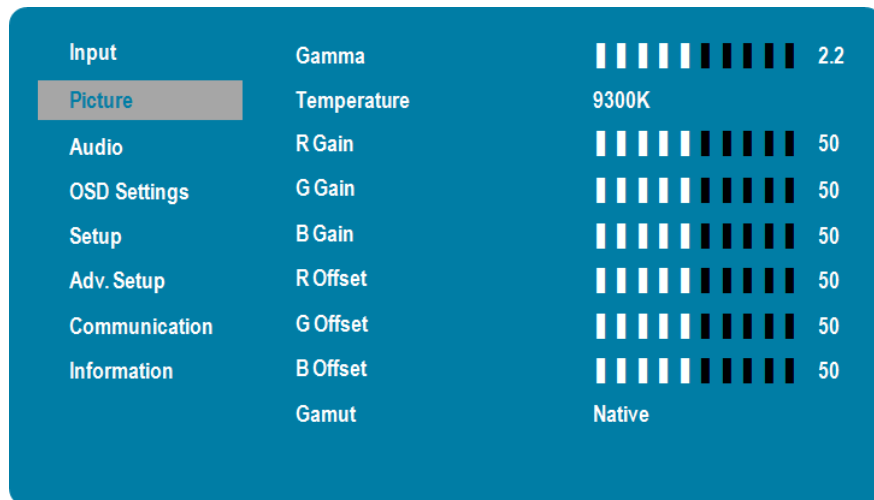 Input
Picture
Audio
OSD Settings
Setup
Adv. Setup
Communication
Information
Gamma 2.2
Temperature 9300K
R Gain 50
G Gain 50
B Gain 50
R Offset 50
G Offset 50
B Offset 50
Gamut Native